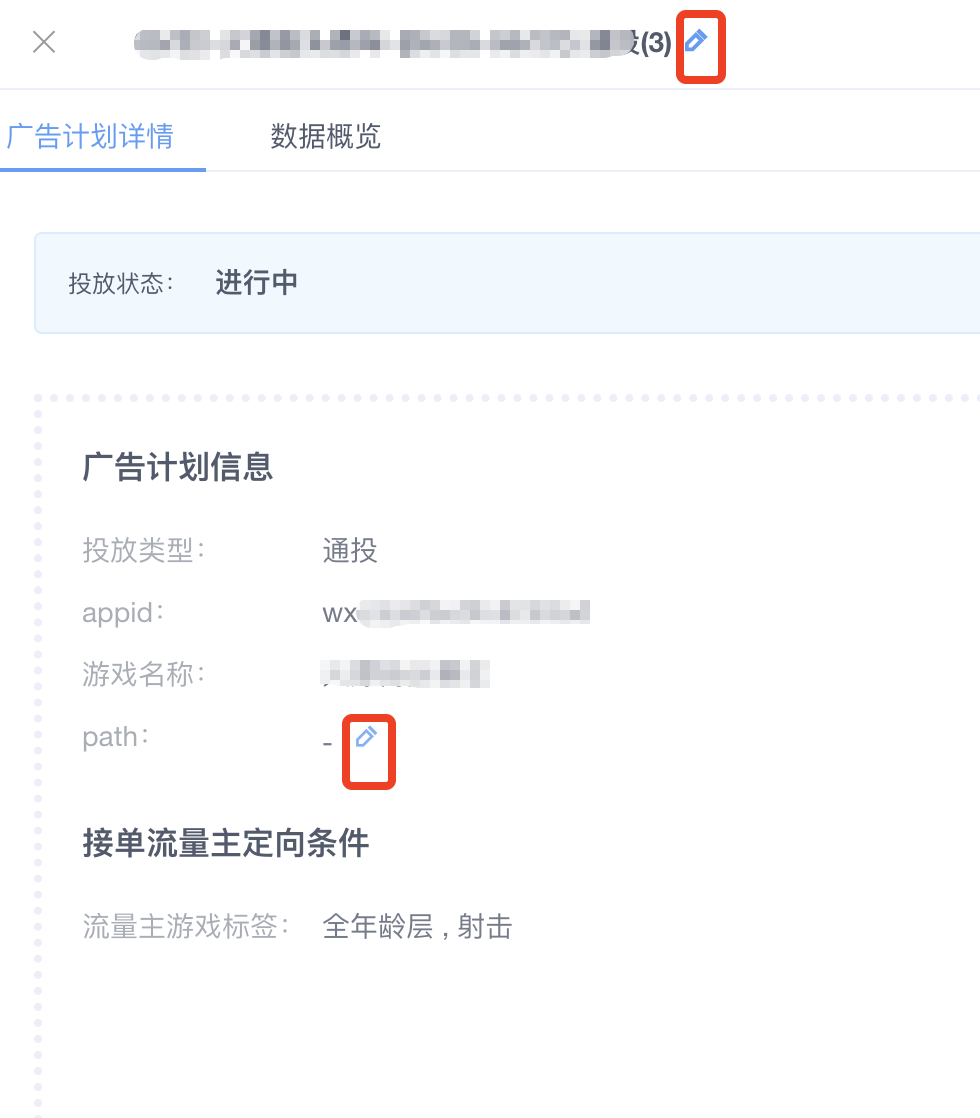 (3)
广告计划详情 数据概览
投放状态： 进行中
广告计划信息
投放类型： 通投
appid： wx
游戏名称：
path： -
接单流量主定向条件
流量主游戏标签： 全年龄层 , 射击